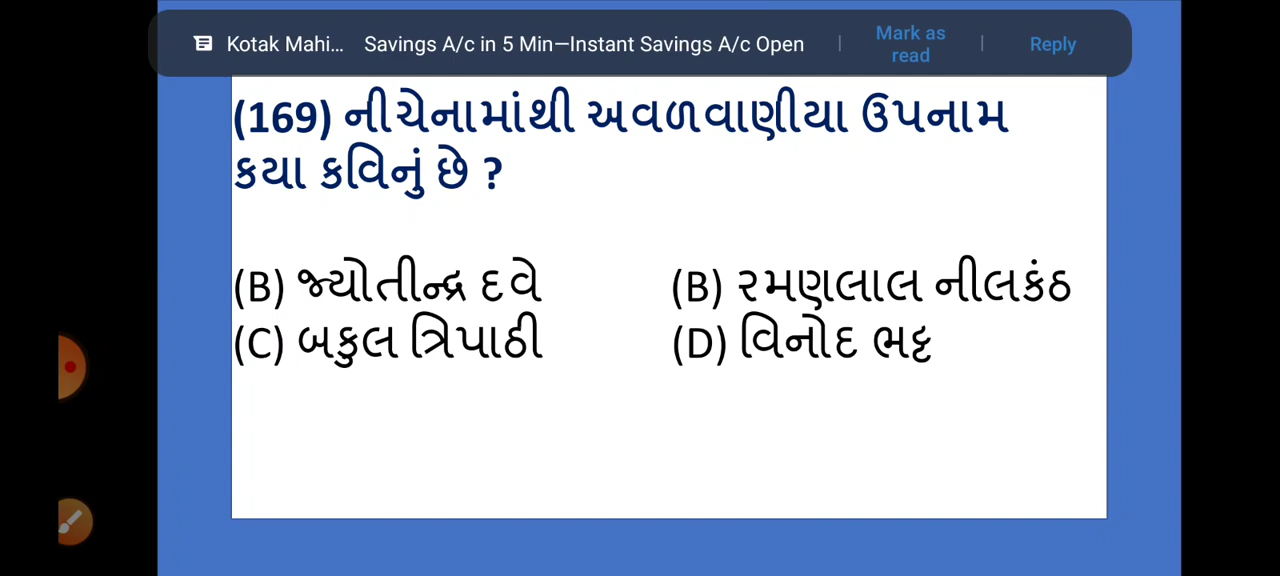 Kotak Mahi... Savings A/c in 5 Min—Instant Savings A/c Open
Mark as read
Reply
(169) નીચેનામાંથી અવળવાણીયા ઉપનામ
કયા કવિનું છે ?
(B) જ્યોતીન્દ્ર દવે (B) રમણલાલ નીલકંઠ
(C) બકુલ ત્રિપાઠી (D) વિનોદ ભટ્ટ